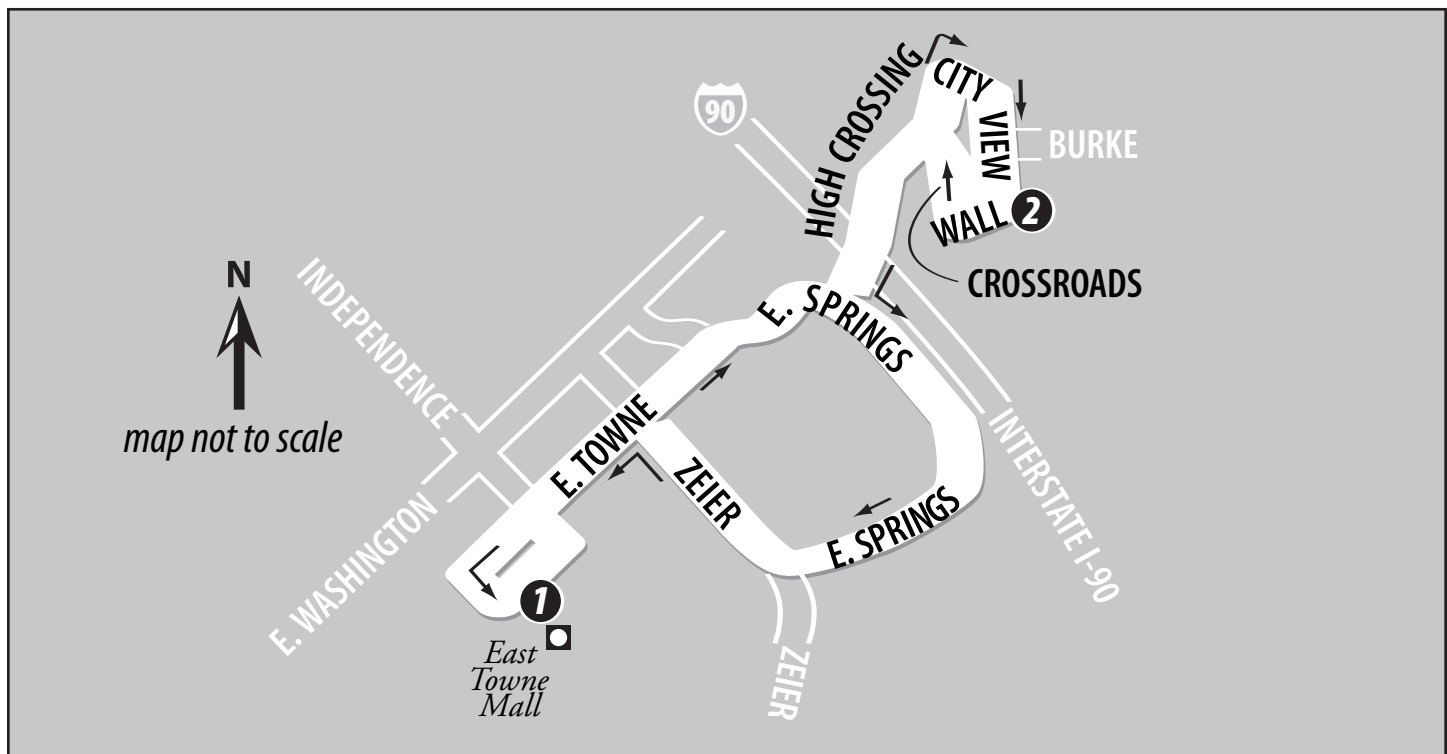 90
HIGH CROSSING
CITY
VIEW
BURKE
WALL
2
CROSSROADS
N
map not to scale
INDEPENDENCE
E. SPRINGS
E. TOWNE
ZEIER
E. SPRINGS
INTERSTATE I-90
E. WASHINGTON
1
East
Towne
Mall
ZEIER